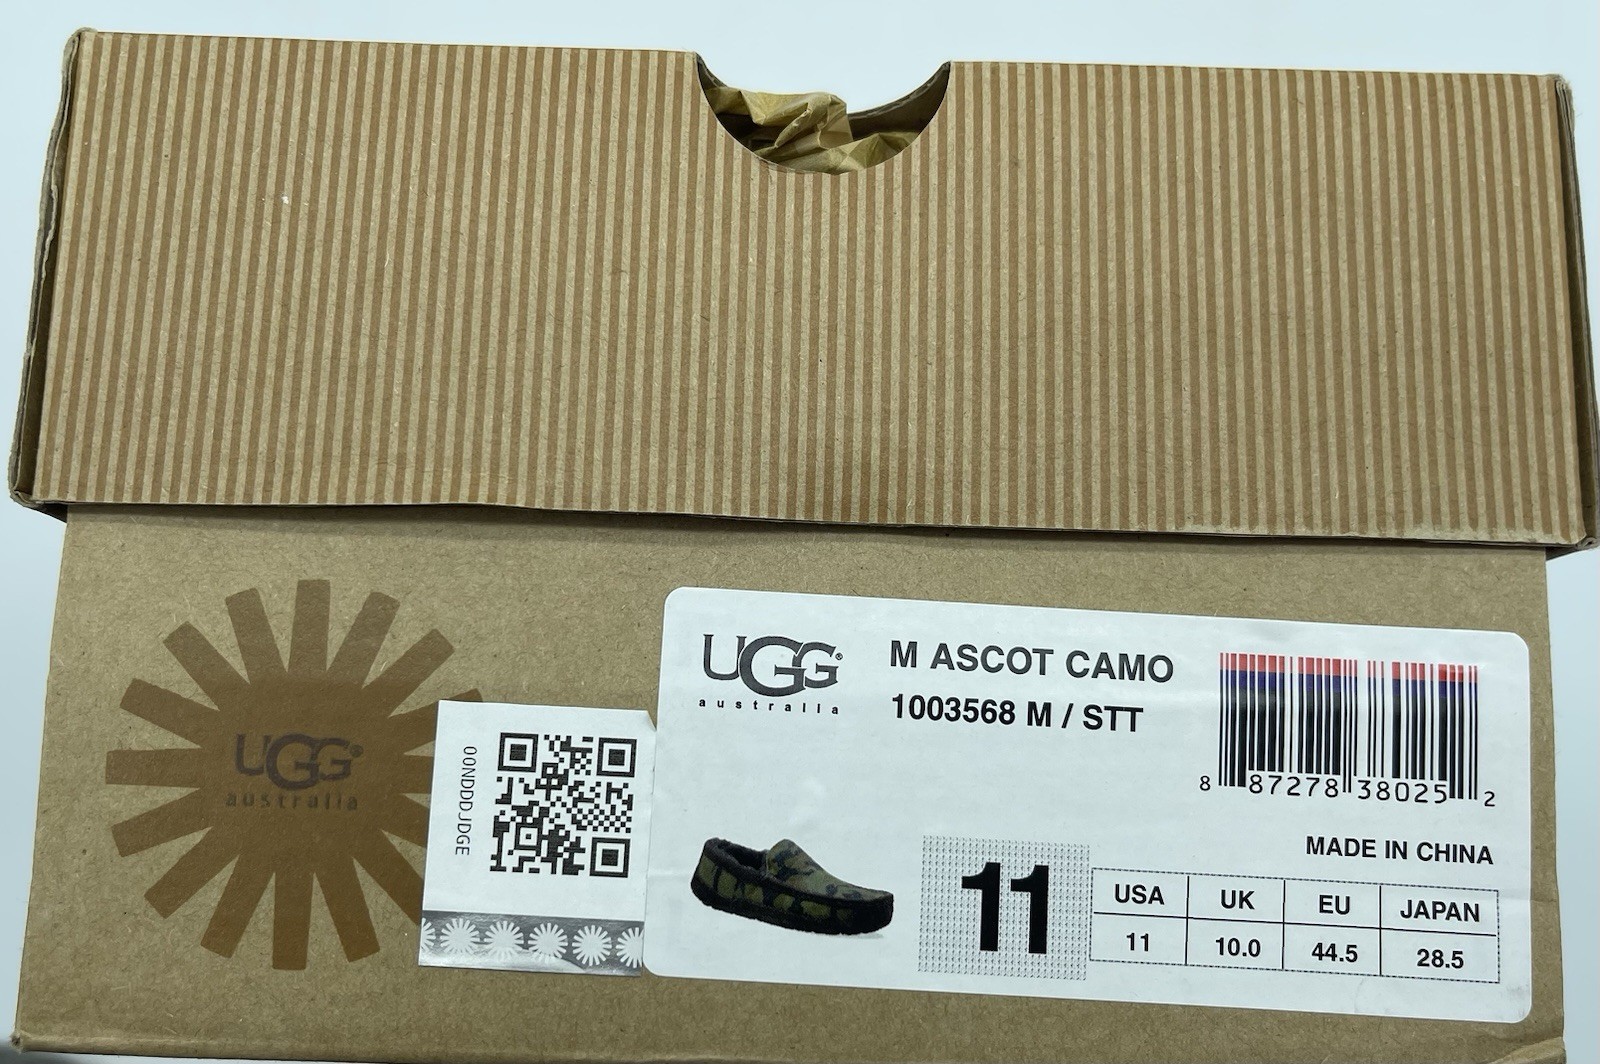 UGG®
australia
00NDDDJDGE
UGG®
australia
M ASCOT CAMO
1003568 M / STT
8 87278 38025 2
MADE IN CHINA
11
USA UK EU JAPAN
11 10.0 44.5 28.5